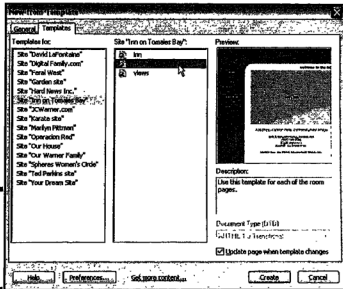 New from Template
General Templates
Templates for:
Site "David LaFontaine"
Site "Digital Family.com"
Site "Feral West"
Site "Garden site"
Site "Hard News Inc."
Site "Inn on Tomales Bay"
Site "JCWarner.com"
Site "Karate site"
Site "Marilyn Pittman"
Site "Operacion Red"
Site "Our House"
Site "Our Warner Family"
Site "Spheres Women's Circle"
Site "Ted Perkins site"
Site "Your Dream Site"
Site "Inn on Tomales Bay":
inn
views
Preview:
welcome to the
Description:
Use this template for each of the room
pages.
Document Type (DTD)
Update page when template changes
Help
Preferences...
Get more content...
Create
Cancel